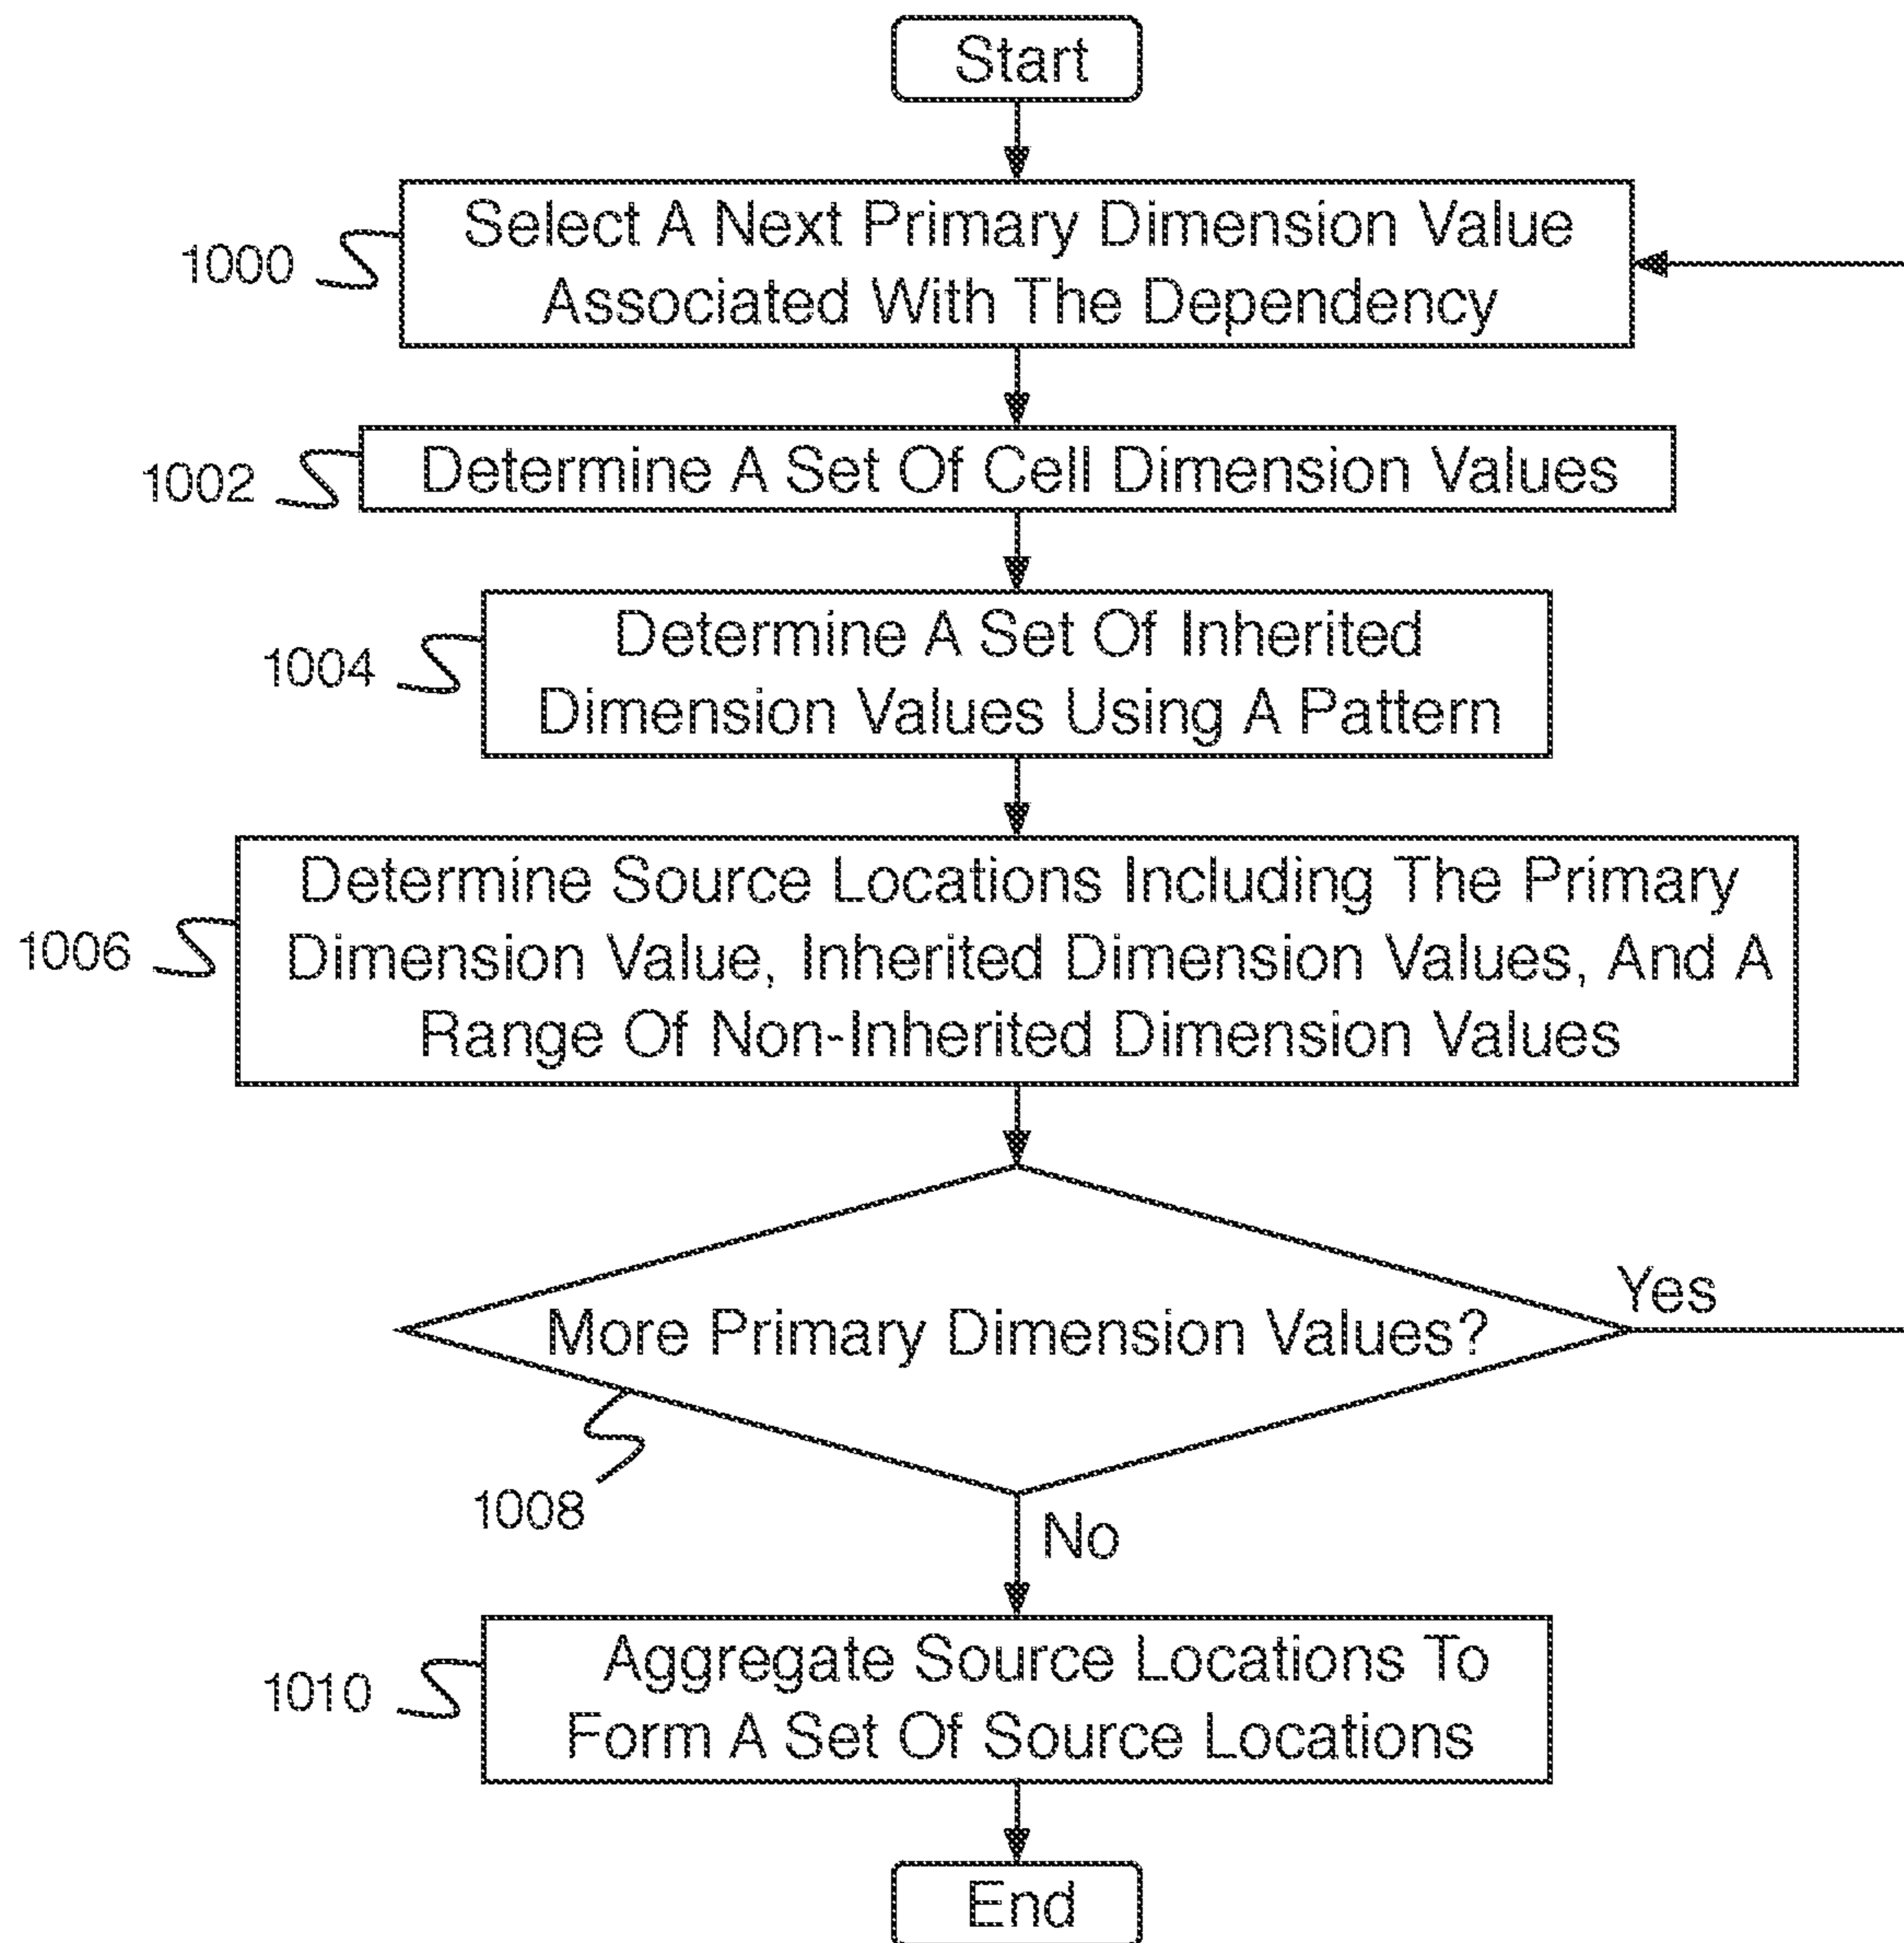 Start
1000
Select A Next Primary Dimension Value
Associated With The Dependency
1002
Determine A Set Of Cell Dimension Values
1004
Determine A Set Of Inherited
Dimension Values Using A Pattern
1006
Determine Source Locations Including The Primary
Dimension Value, Inherited Dimension Values, And A
Range Of Non-Inherited Dimension Values
More Primary Dimension Values?
Yes
1008
No
1010
Aggregate Source Locations To
Form A Set Of Source Locations
End